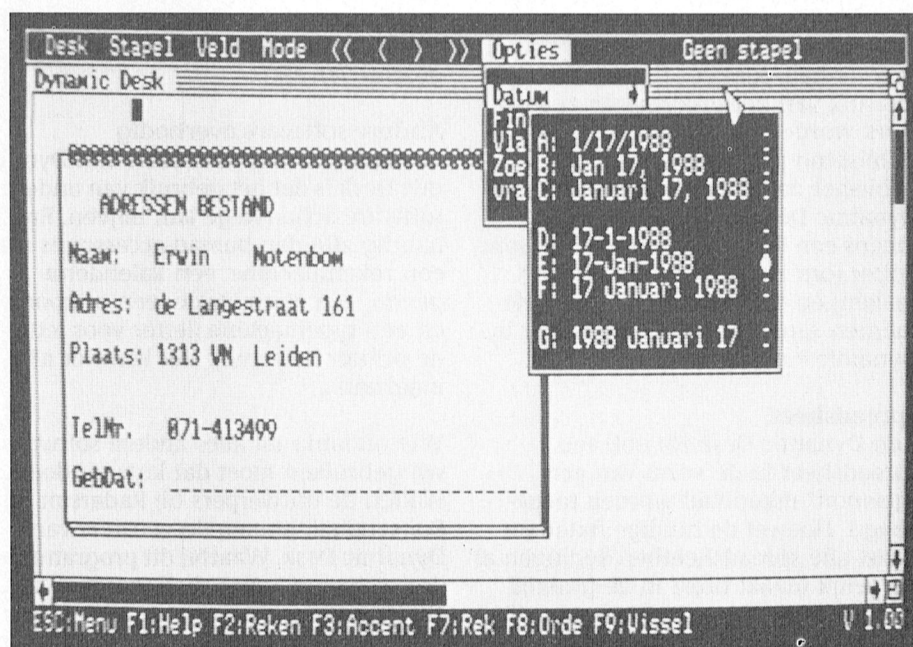 Desk Stapel Veld Mode << < > >> Opties Geen stapel
Dynamic Desk
Datum
Fin
Vla
Zoe
vra
A: 1/17/1988
B: Jan 17, 1988
C: Januari 17, 1988
D: 17-1-1988
E: 17-Jan-1988
F: 17 Januari 1988
G: 1988 Januari 17
ADRESSEN BESTAND
Naam: Erwin Notenbom
Adres: de Langestraat 161
Plaats: 1313 VN Leiden
TelNr. 071-413499
GebDat:
ESC:Menu F1:Help F2:Reken F3:Accent F7:Rek F8:Orde F9:Wissel V 1.00